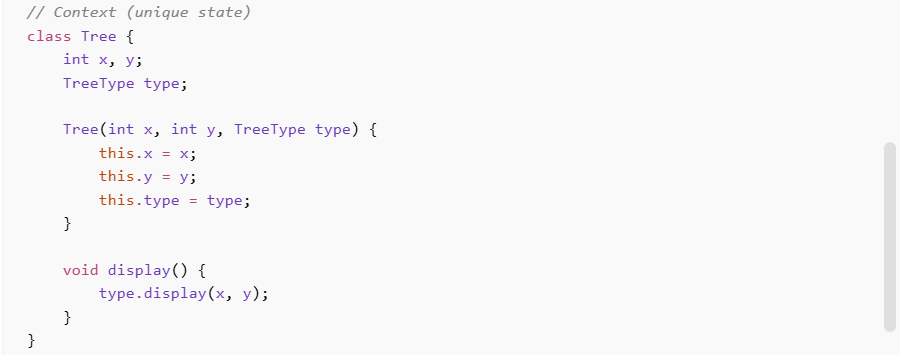 // Context (unique state)
class Tree {
    int x, y;
    TreeType type;

    Tree(int x, int y, TreeType type) {
        this.x = x;
        this.y = y;
        this.type = type;
    }

    void display() {
        type.display(x, y);
    }
}